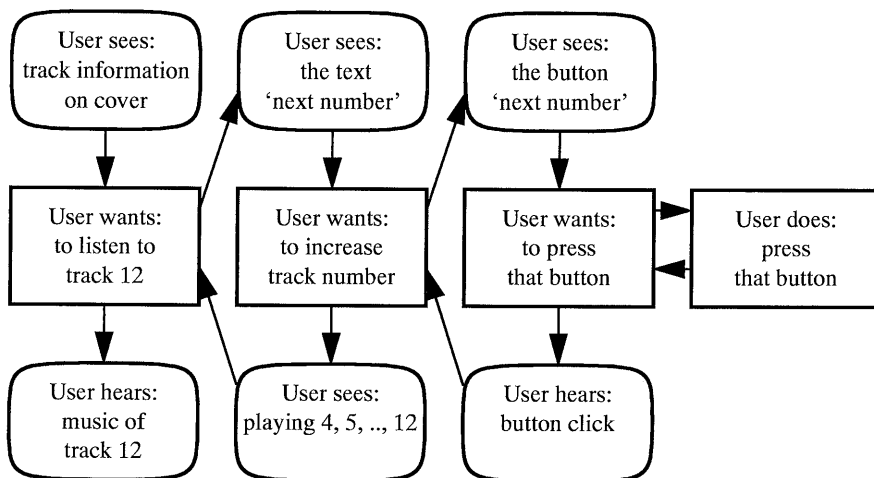 User sees:
track information
on cover
User sees:
the text
‘next number’
User sees:
the button
‘next number’
User wants:
to listen to
track 12
User wants:
to increase
track number
User wants:
to press
that button
User does:
press
that button
User hears:
music of
track 12
User sees:
playing 4, 5, .., 12
User hears:
button click